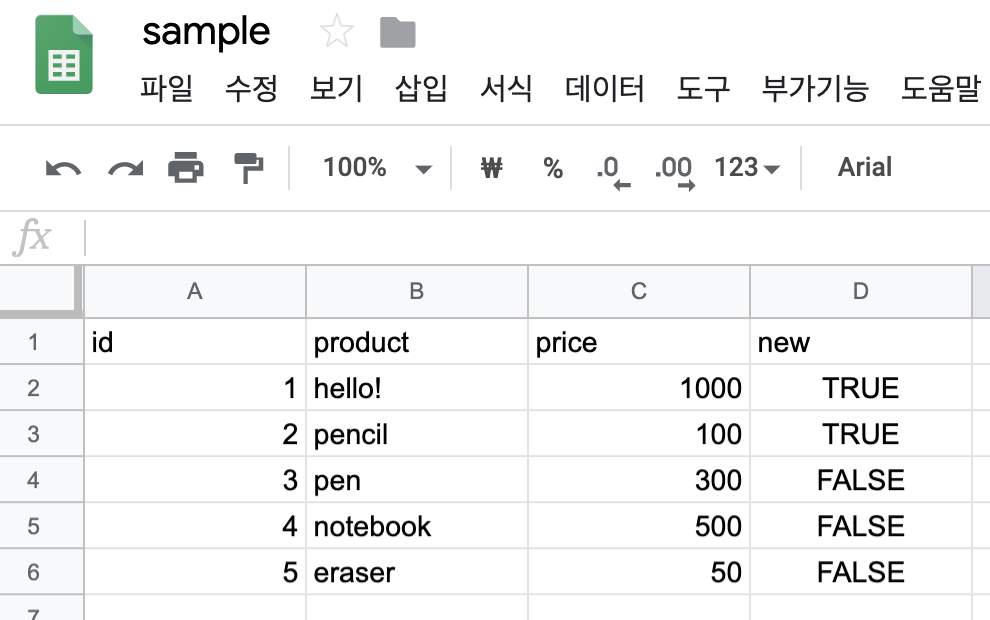 sample
파일 수정 보기 삽입 서식 데이터 도구 부가기능 도움말
100% ₩ % .0 .00 123 Arial
fx
A B C D
1 id product price new
2 1 hello! 1000 TRUE
3 2 pencil 100 TRUE
4 3 pen 300 FALSE
5 4 notebook 500 FALSE
6 5 eraser 50 FALSE
7